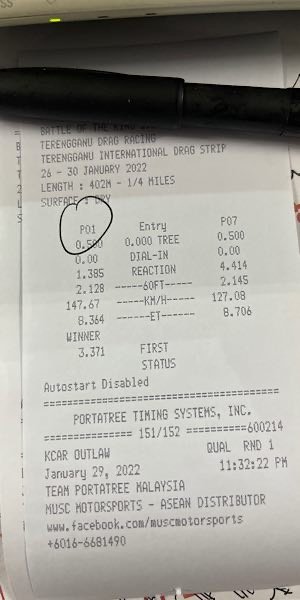 BATTLE OF THE
TERENGGANU DRAG RACING
TERENGGANU INTERNATIONAL DRAG STRIP
26 - 30 JANUARY 2022
LENGTH : 402M - 1/4 MILES
SURFACE : DRY
P01 Entry P07
0.500 0.000 TREE 0.500
0.00 DIAL-IN 0.00
1.385 REACTION 4.414
2.128 ------60FT------ 2.145
147.67 ------KM/H------ 127.08
8.364 -------ET------- 8.706
WINNER
3.371 FIRST
STATUS
Autostart Disabled
========================================
PORTATREE TIMING SYSTEMS, INC.
=============== 151/152 ==========600214
KCAR OUTLAW QUAL RND 1
January 29, 2022 11:32:22 PM
TEAM PORTATREE MALAYSIA
MUSC MOTORSPORTS - ASEAN DISTRIBUTOR
www.facebook.com/muscmotorsports
+6016-6681490